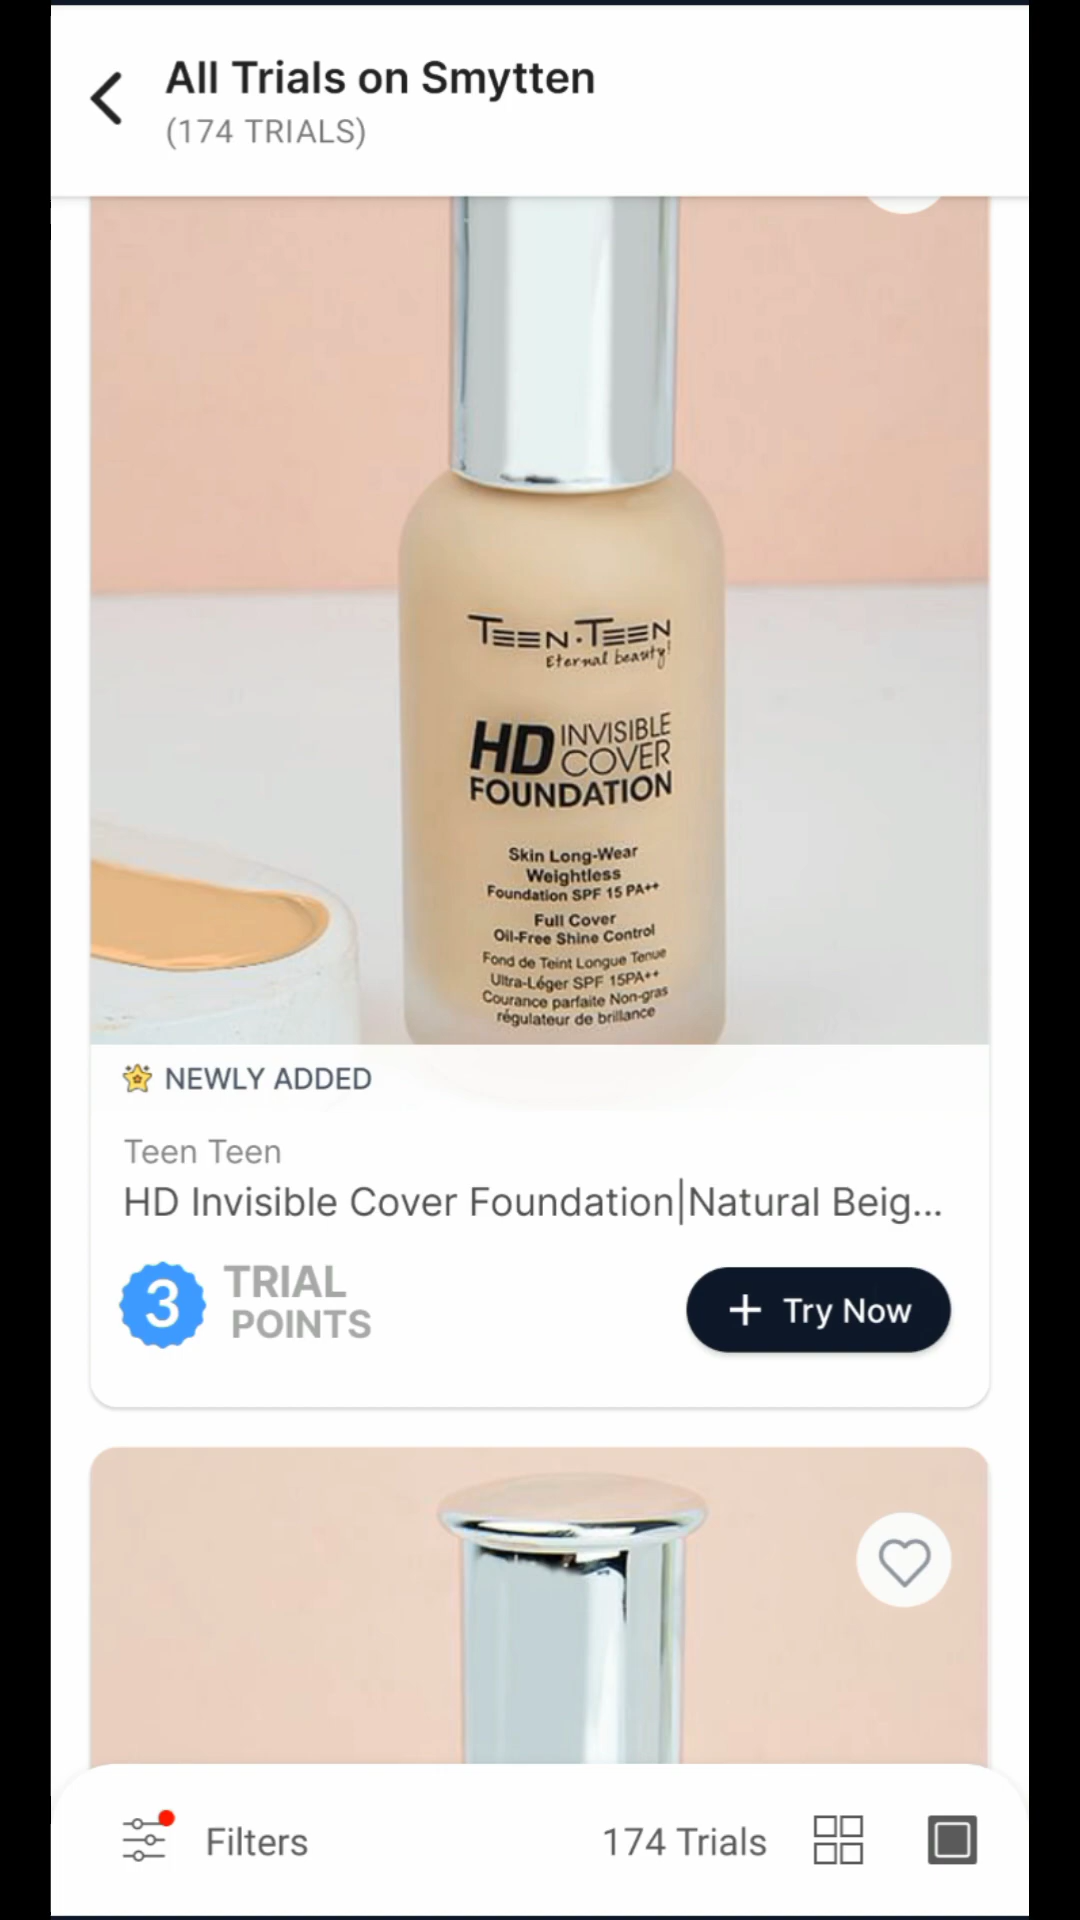 All Trials on Smytten
(174 TRIALS)
TEEN·TEEN
Eternal beauty!
HD INVISIBLE
COVER
FOUNDATION
Skin Long-Wear
Weightless
Foundation SPF 15 PA++
Full Cover
Oil-Free Shine Control
Fond de Teint Longue Tenue
Ultra-Léger SPF 15PA++
Courance parfaite Non-gras
régulateur de brillance
NEWLY ADDED
Teen Teen
HD Invisible Cover Foundation|Natural Beig...
3 TRIAL
POINTS
+ Try Now
Filters
174 Trials